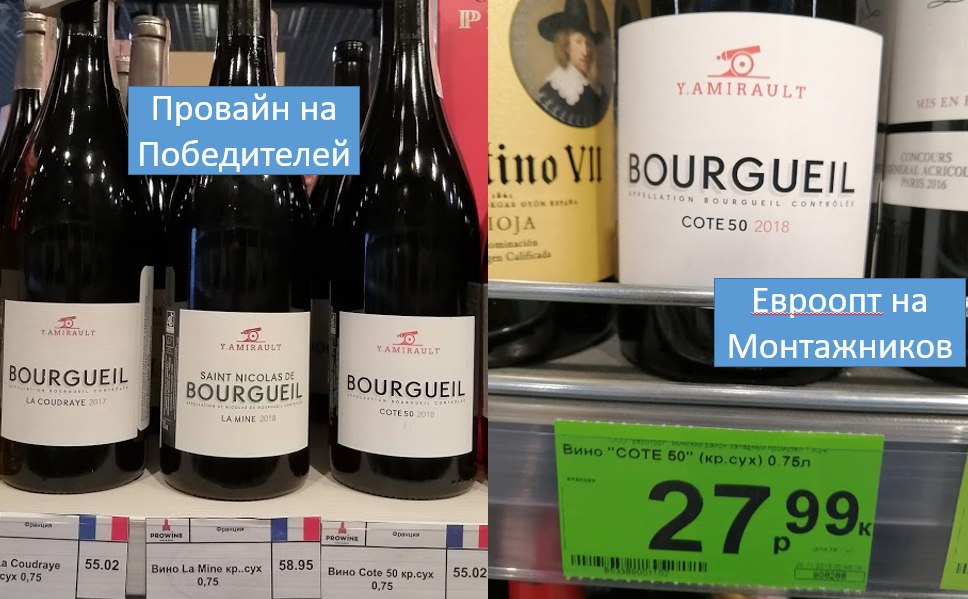 Провайн на
Победителей
Y.AMIRAULT
BOURGUEIL
LA COUDRAYE 2017
Y.AMIRAULT
SAINT NICOLAS DE
BOURGUEIL
LA MINE 2018
Y.AMIRAULT
BOURGUEIL
COTE 50 2018
Франция
a Coudraye
сух 0,75
55.02
PROWINE
Франция
Вино La Mine кр..сух
0,75
58.95
PROWINE
Франция
Вино Cote 50 кр.сух
0,75
55.02
tino VII
RIOJA
Calificada
Y.AMIRAULT
BOURGUEIL
APPELLATION BOURGUEIL CONTRÔLÉE
COTE 50 2018
MIS EN
CONCOURS
GENERAL AGRICOL
PARIS 2016
Евроопт на
Монтажников
Вино "COTE 50" (кр.сух) 0.75л
27р 99к